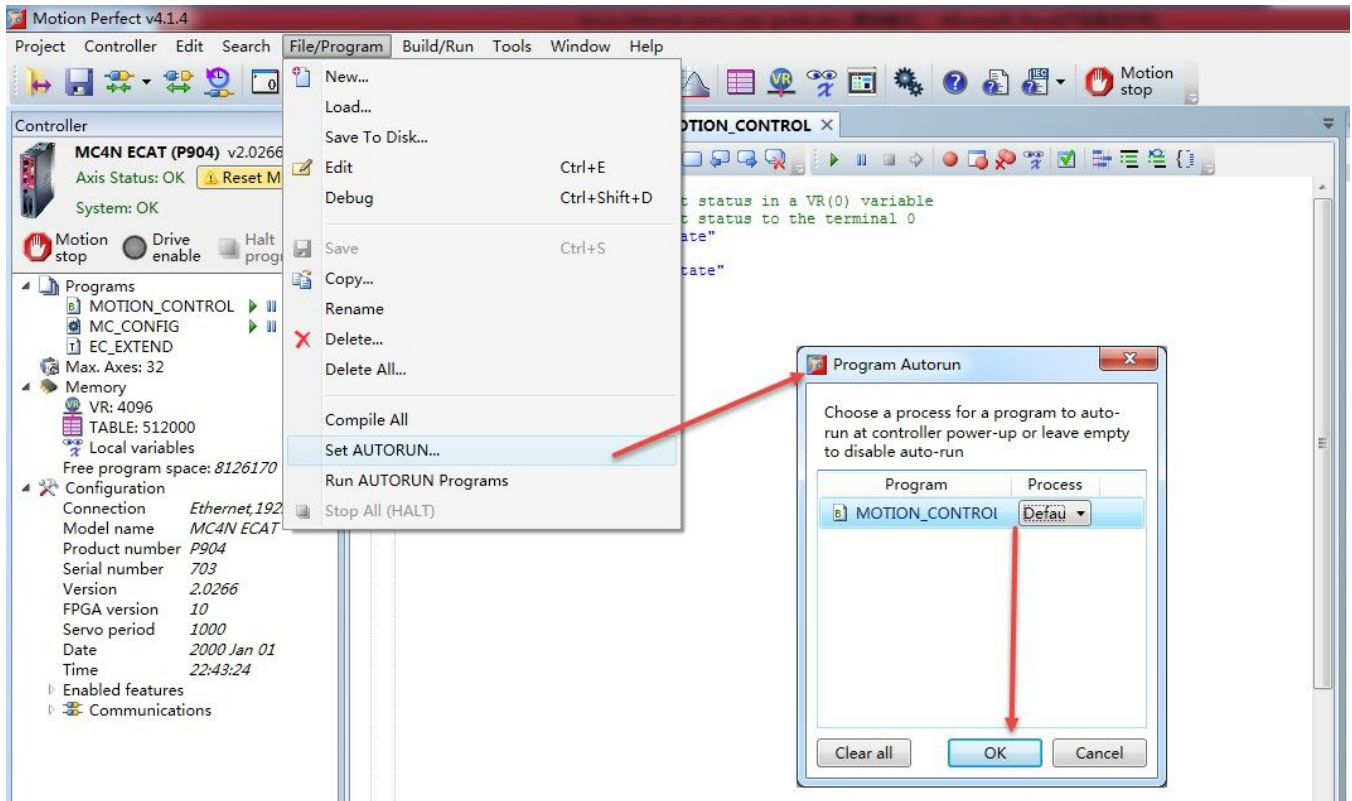 Motion Perfect v4.1.4
Project Controller Edit Search File/Program Build/Run Tools Window Help
Motion
stop
Controller
MC4N ECAT (P904) v2.0266
Axis Status: OK Reset M
System: OK
Motion
stop
Drive
enable
Halt
progr
Programs
MOTION_CONTROL
MC_CONFIG
EC_EXTEND
Max. Axes: 32
Memory
VR: 4096
TABLE: 512000
Local variables
Free program space: 8126170
Configuration
Connection Ethernet,192.
Model name MC4N ECAT
Product number P904
Serial number 703
Version 2.0266
FPGA version 10
Servo period 1000
Date 2000 Jan 01
Time 22:43:24
Enabled features
Communications
New...
Load...
Save To Disk...
Edit Ctrl+E
Debug Ctrl+Shift+D
Save Ctrl+S
Copy...
Rename
Delete...
Delete All...
Compile All
Set AUTORUN...
Run AUTORUN Programs
Stop All (HALT)
OTION_CONTROL
t status in a VR(0) variable
t status to the terminal 0
ate"
tate"
Program Autorun
Choose a process for a program to auto-
run at controller power-up or leave empty
to disable auto-run
Program Process
MOTION_CONTROL Defau
Clear all OK Cancel